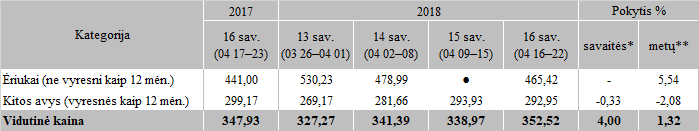 Kategorija 2017 2018 Pokytis %
16 sav. (04 17–23) 13 sav. (03 26–04 01) 14 sav. (04 02–08) 15 sav. (04 09–15) 16 sav. (04 16–22) savaitės* metų**
Ėriukai (ne vyresni kaip 12 mėn.) 441,00 530,23 478,99 ● 465,42 - 5,54
Kitos avys (vyresnės kaip 12 mėn.) 299,17 269,17 281,66 293,93 292,95 -0,33 -2,08
Vidutinė kaina 347,93 327,27 341,39 338,97 352,52 4,00 1,32